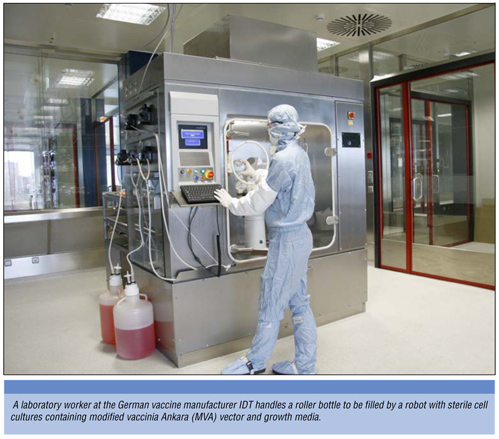 A laboratory worker at the German vaccine manufacturer IDT handles a roller bottle to be filled by a robot with sterile cell
cultures containing modified vaccinia Ankara (MVA) vector and growth media.